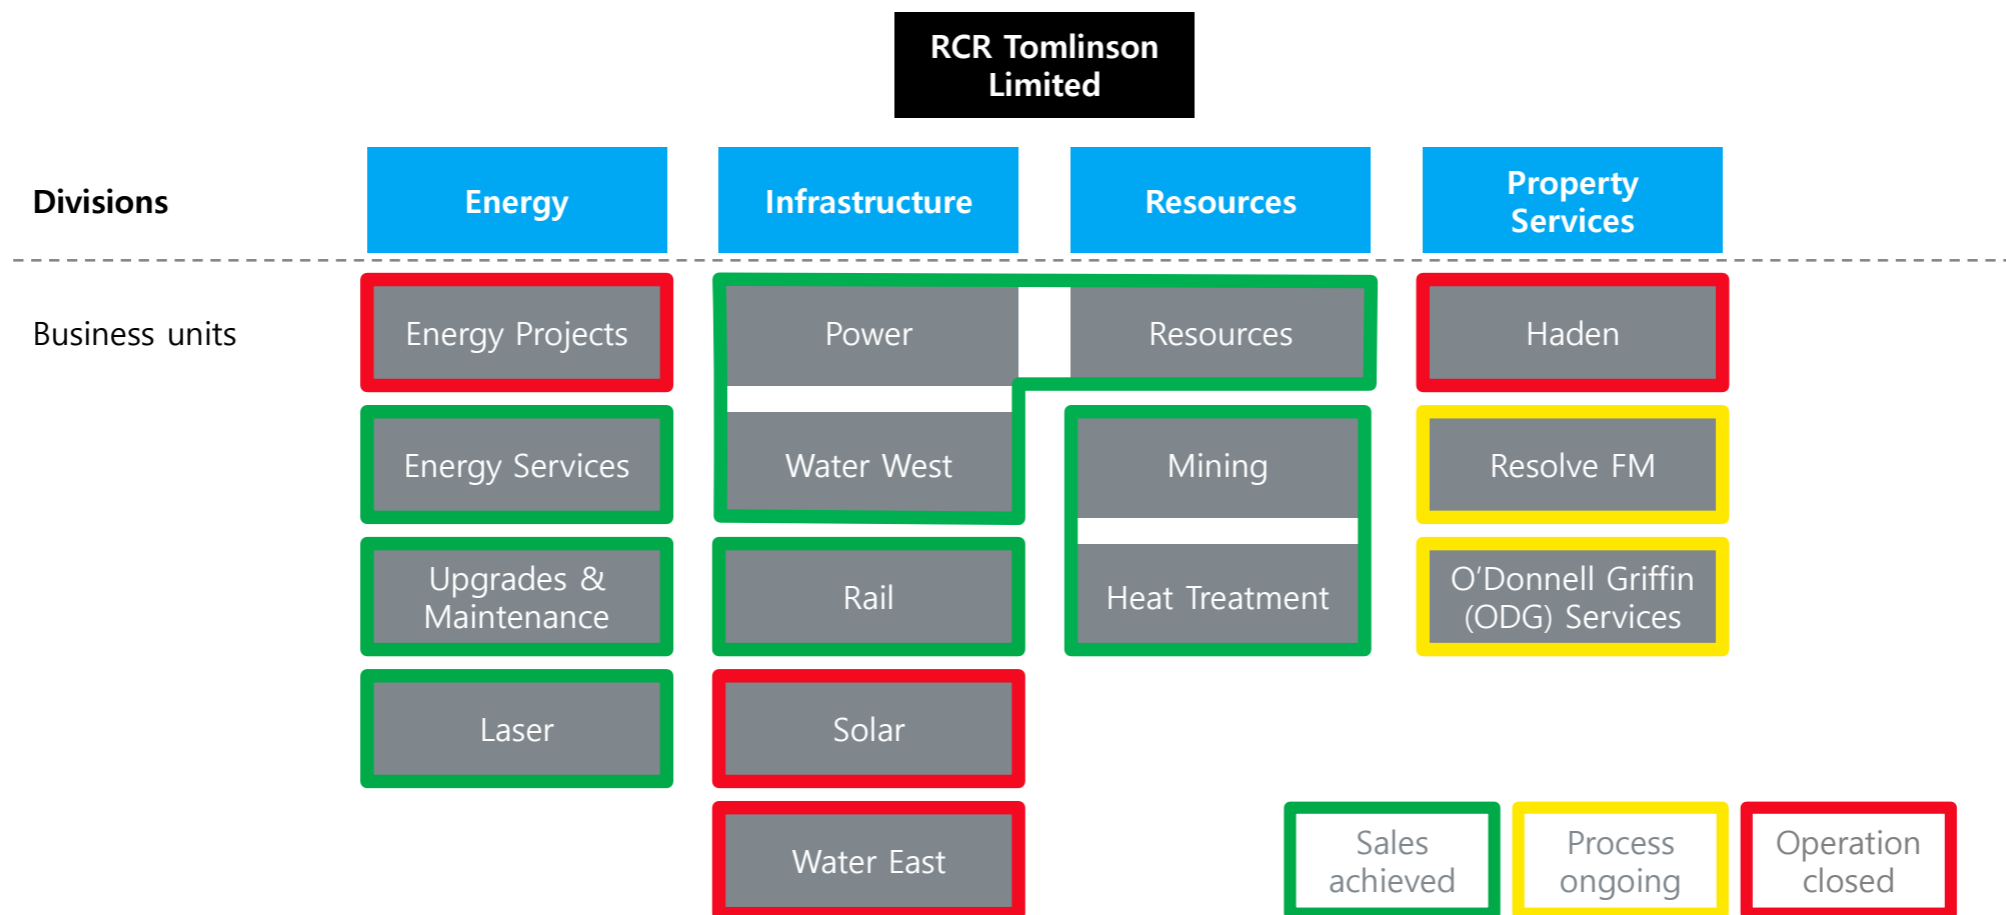 RCR Tomlinson
Limited
Divisions
Energy
Infrastructure
Resources
Property
Services
Business units
Energy Projects
Power
Resources
Haden
Energy Services
Water West
Mining
Resolve FM
Upgrades &
Maintenance
Rail
Heat Treatment
O’Donnell Griffin
(ODG) Services
Laser
Solar
Water East
Sales
achieved
Process
ongoing
Operation
closed